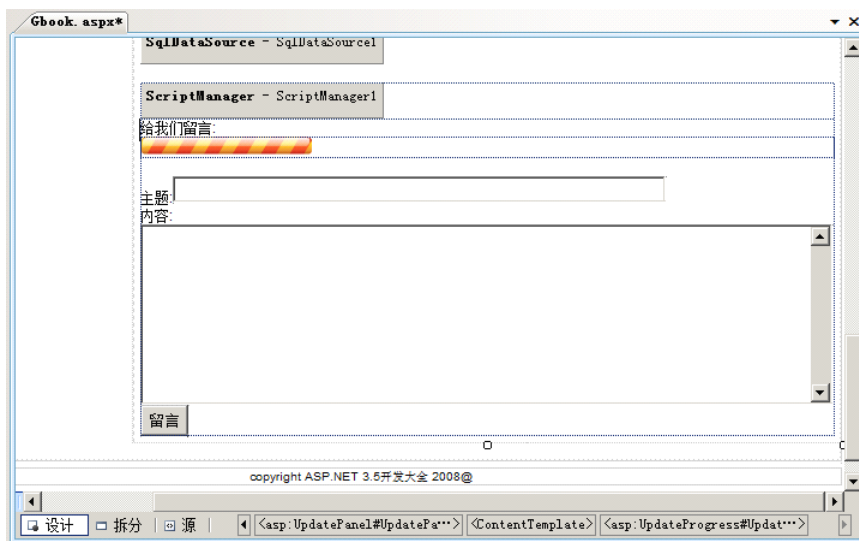 Gbook.aspx*
SqlDataSource - SqlDataSource1
ScriptManager - ScriptManager1
给我们留言:
主题:
内容:
留言
copyright ASP.NET 3.5开发大全 2008@
设计 拆分 源 <asp:UpdatePanel#UpdatePa…> <ContentTemplate> <asp:UpdateProgress#Updat…>